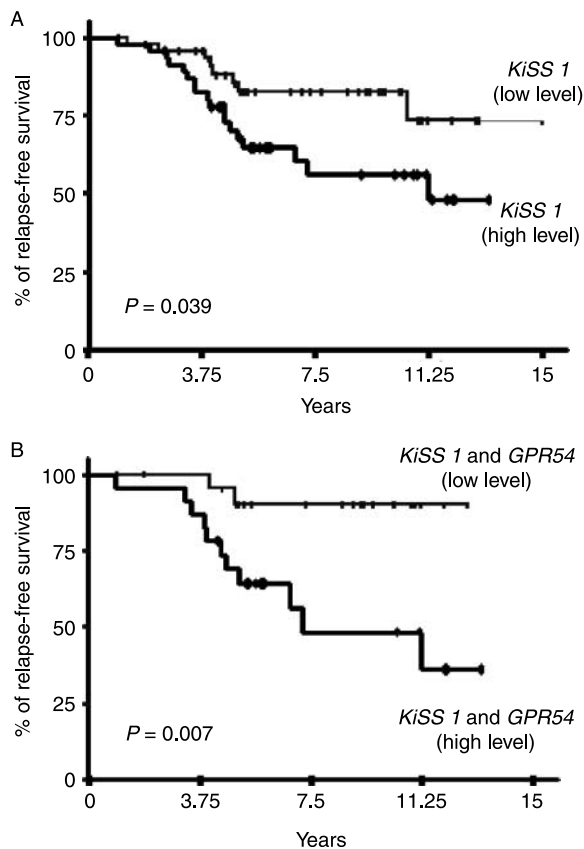 A
% of relapse-free survival
100
75
50
25
0
KiSS 1
(low level)
KiSS 1
(high level)
P = 0.039
0 3.75 7.5 11.25 15
Years
B
% of relapse-free survival
100
75
50
25
0
KiSS 1 and GPR54
(low level)
KiSS 1 and GPR54
(high level)
P = 0.007
0 3.75 7.5 11.25 15
Years